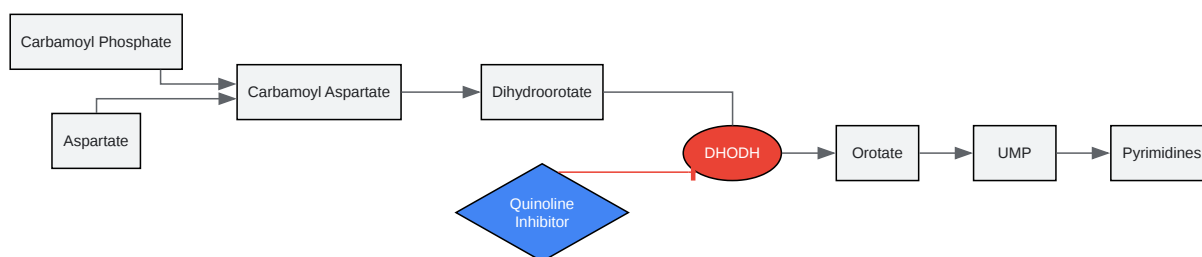 Carbamoyl Phosphate
Aspartate
Carbamoyl Aspartate
Dihydroorotate
DHODH
Quinoline
Inhibitor
Orotate
UMP
Pyrimidines